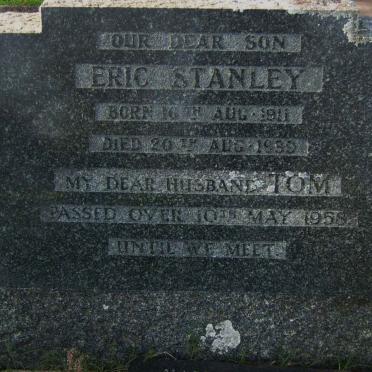 OUR DEAR SON
ERIC STANLEY
BORN 16TH AUG. 1911
DIED 20TH AUG. 1935
MY DEAR HUSBAND TOM
PASSED OVER 10TH MAY 1958
UNTIL WE MEET.